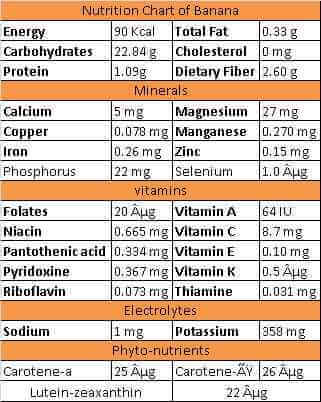 Nutrition Chart of Banana
Energy 90 Kcal Total Fat 0.33 g
Carbohydrates 22.84 g Cholesterol 0 mg
Protein 1.09g Dietary Fiber 2.60 g
Minerals
Calcium 5 mg Magnesium 27 mg
Copper 0.078 mg Manganese 0.270 mg
Iron 0.26 mg Zinc 0.15 mg
Phosphorus 22 mg Selenium 1.0 Âµg
vitamins
Folates 20 Âµg Vitamin A 64 IU
Niacin 0.665 mg Vitamin C 8.7 mg
Pantothenic acid 0.334 mg Vitamin E 0.10 mg
Pyridoxine 0.367 mg Vitamin K 0.5 Âµg
Riboflavin 0.073 mg Thiamine 0.031 mg
Electrolytes
Sodium 1 mg Potassium 358 mg
Phyto-nutrients
Carotene-a 25 Âµg Carotene-ÃŸ 26 Âµg
Lutein-zeaxanthin 22 Âµg